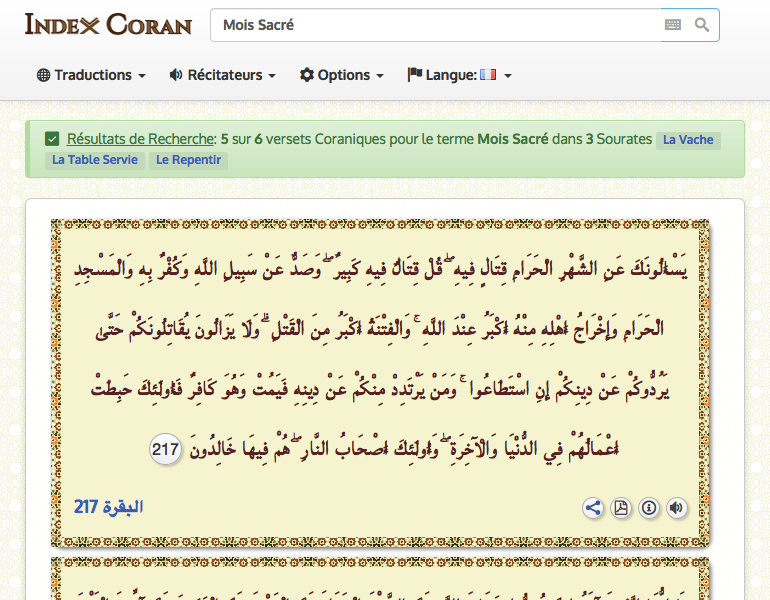 INDEX CORAN
Mois Sacré
Traductions Récitateurs Options Langue:
Résultats de Recherche: 5 sur 6 versets Coraniques pour le terme Mois Sacré dans 3 Sourates La Vache
La Table Servie Le Repentir
يَسْأَلُونَكَ عَنِ الشَّهْرِ الْحَرَامِ قِتَالٍ فِيهِ ۖ قُلْ قِتَالٌ فِيهِ كَبِيرٌ ۖ وَصَدٌّ عَنْ سَبِيلِ اللَّهِ وَكُفْرٌ بِهِ وَالْمَسْجِدِ
الْحَرَامِ وَإِخْرَاجُ أَهْلِهِ مِنْهُ أَكْبَرُ عِنْدَ اللَّهِ ۚ وَالْفِتْنَةُ أَكْبَرُ مِنَ الْقَتْلِ ۗ وَلَا يَزَالُونَ يُقَاتِلُونَكُمْ حَتَّىٰ
يَرُدُّوكُمْ عَنْ دِينِكُمْ إِنِ اسْتَطَاعُوا ۚ وَمَنْ يَرْتَدِدْ مِنْكُمْ عَنْ دِينِهِ فَيَمُتْ وَهُوَ كَافِرٌ فَأُولَٰئِكَ حَبِطَتْ
أَعْمَالُهُمْ فِي الدُّنْيَا وَالْآخِرَةِ ۖ وَأُولَٰئِكَ أَصْحَابُ النَّارِ ۖ هُمْ فِيهَا خَالِدُونَ 217
البقرة 217